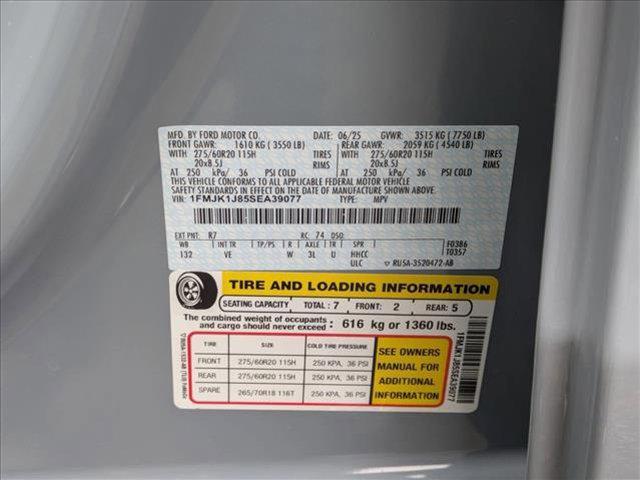 MFD. BY FORD MOTOR CO. DATE: 06/25 GVWR: 3515 KG ( 7750 LB)
FRONT GAWR: 1610 KG ( 3550 LB) REAR GAWR: 2059 KG ( 4540 LB)
WITH 275/60R20 115H TIRES WITH 275/60R20 115H TIRES
20x8.5J RIMS 20x8.5J RIMS
AT 250 kPa/ 36 PSI COLD AT 250 kPa/ 36 PSI COLD
THIS VEHICLE CONFORMS TO ALL APPLICABLE FEDERAL MOTOR VEHICLE
SAFETY STANDARDS IN EFFECT ON THE DATE OF MANUFACTURE SHOWN ABOVE.
VIN: 1FMJK1J85SEA39077 TYPE: MPV
EXT PNT: R7 RC: 74 DSO: F0386
WB INT TR TP/PS R AXLE TR HHCC T0357
132 VE W 3L U ULC ▽ RU5A-3520472-AB
TIRE AND LOADING INFORMATION
SEATING CAPACITY TOTAL : 7 FRONT: 2 REAR: 5
The combined weight of occupants
and cargo should never exceed : 616 kg or 1360 lbs.
TIRE SIZE COLD TIRE PRESSURE
FRONT 275/60R20 115H 250 KPA, 36 PSI
REAR 275/60R20 115H 250 KPA, 36 PSI
SPARE 265/70R18 116T 250 KPA, 36 PSI
SEE OWNERS
MANUAL FOR
ADDITIONAL
INFORMATION
1FMJK1J85SEA39077